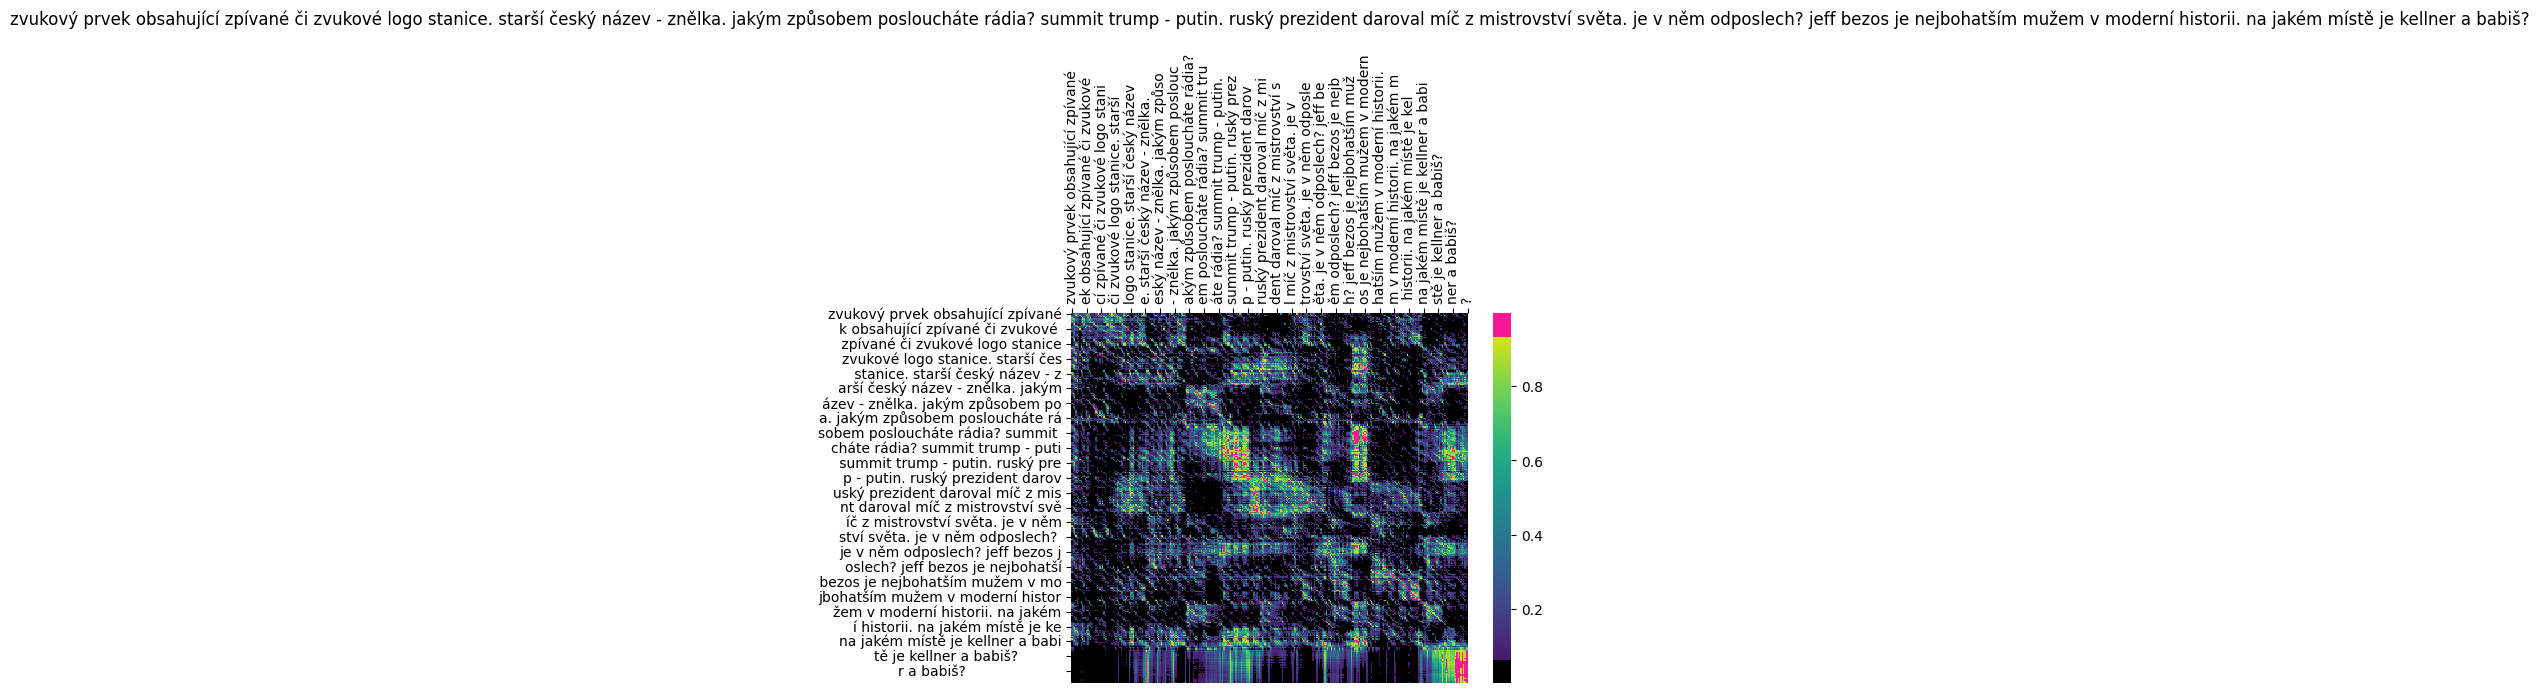 zvukový prvek obsahující zpívané či zvukové logo stanice. starší český název - znělka. jakým způsobem posloucháte rádia? summit trump - putin. ruský prezident daroval míč z mistrovství světa. je v něm odposlech? jeff bezos je nejbohatším mužem v moderní historii. na jakém místě je kellner a babiš?
zvukový prvek obsahující zpívané
ek obsahující zpívané či zvukové
cí zpívané či zvukové logo stani
či zvukové logo stanice. starší
logo stanice. starší český název
e. starší český název - znělka.
eský název - znělka. jakým způso
- znělka. jakým způsobem poslouc
akým způsobem posloucháte rádia?
em posloucháte rádia? summit tru
áte rádia? summit trump - putin.
summit trump - putin. ruský prez
p - putin. ruský prezident darov
ruský prezident daroval míč z mi
dent daroval míč z mistrovství s
l míč z mistrovství světa. je v
trovství světa. je v něm odposle
ěta. je v něm odposlech? jeff be
ěm odposlech? jeff bezos je nejb
h? jeff bezos je nejbohatším muž
os je nejbohatším mužem v modern
hatším mužem v moderní historii.
m v moderní historii. na jakém m
historii. na jakém místě je kel
na jakém místě je kellner a babi
stě je kellner a babiš?
ner a babiš?
?
zvukový prvek obsahující zpívané
k obsahující zpívané či zvukové
zpívané či zvukové logo stanice
zvukové logo stanice. starší čes
stanice. starší český název - z
arší český název - znělka. jakým
ázev - znělka. jakým způsobem po
a. jakým způsobem posloucháte rá
sobem posloucháte rádia? summit
cháte rádia? summit trump - puti
summit trump - putin. ruský pre
p - putin. ruský prezident darov
uský prezident daroval míč z mis
nt daroval míč z mistrovství svě
íč z mistrovství světa. je v něm
ství světa. je v něm odposlech?
je v něm odposlech? jeff bezos j
oslech? jeff bezos je nejbohatší
bezos je nejbohatším mužem v mo
jbohatším mužem v moderní histor
žem v moderní historii. na jakém
í historii. na jakém místě je ke
na jakém místě je kellner a babi
tě je kellner a babiš?
r a babiš?
0.8
0.6
0.4
0.2